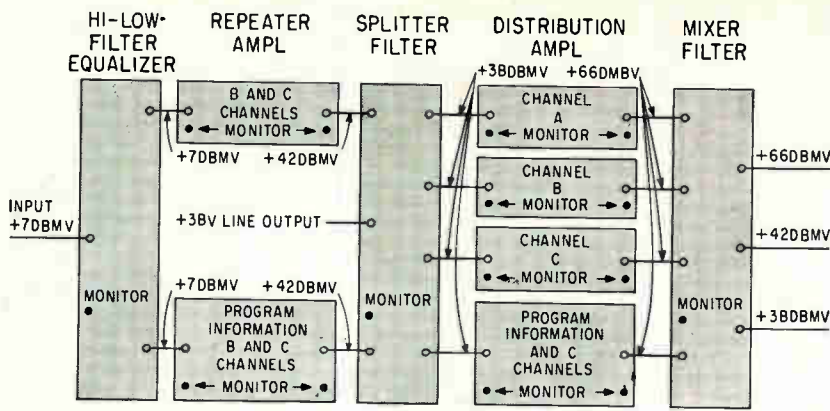 HI-LOW-
FILTER
EQUALIZER
REPEATER
AMPL
SPLITTER
FILTER
DISTRIBUTION
AMPL
MIXER
FILTER
INPUT
+7DBMV
MONITOR
B AND C
CHANNELS
MONITOR
+7DBMV +42DBMV
+3BV LINE OUTPUT
+7DBMV +42DBMV
PROGRAM
INFORMATION
B AND C
CHANNELS
MONITOR
MONITOR
+3BDBMV +66DMBV
CHANNEL
A
MONITOR
CHANNEL
B
MONITOR
CHANNEL
C
MONITOR
PROGRAM
INFORMATION
AND C
CHANNELS
MONITOR
MONITOR
+66DBMV
+42DBMV
+3BDBMV